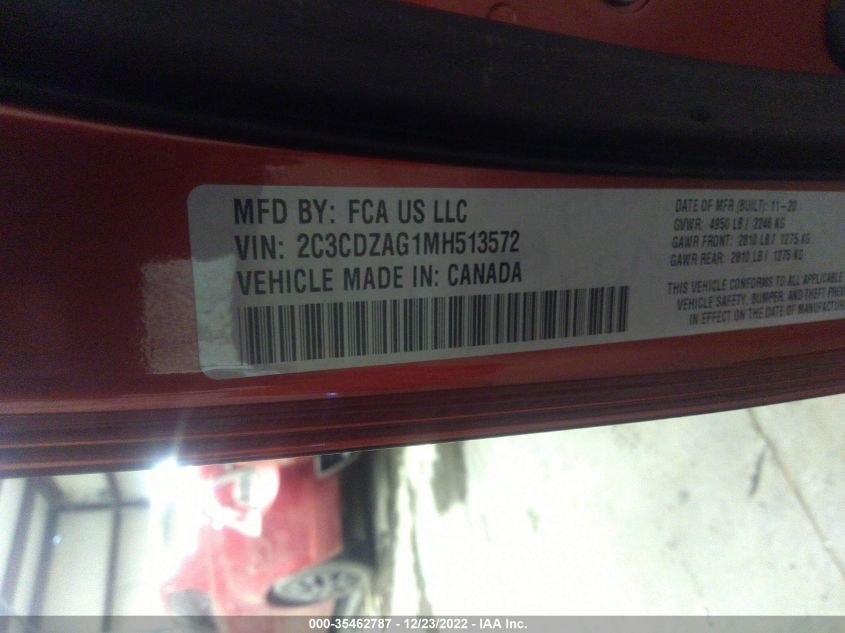 MFD BY: FCA US LLC
VIN: 2C3CDZAG1MH513572
VEHICLE MADE IN: CANADA
DATE OF MFR (BUILT): 11-20
GVWR: 4950 LB / 2246 KG
GAWR FRONT: 2810 LB / 1275 KG
GAWR REAR: 2810 LB / 1275 KG
THIS VEHICLE CONFORMS TO ALL APPLICABLE
VEHICLE SAFETY, BUMPER, AND THEFT PREV
IN EFFECT ON THE DATE OF MANUFACTUR
000-35462787 - 12/23/2022 - IAA Inc.